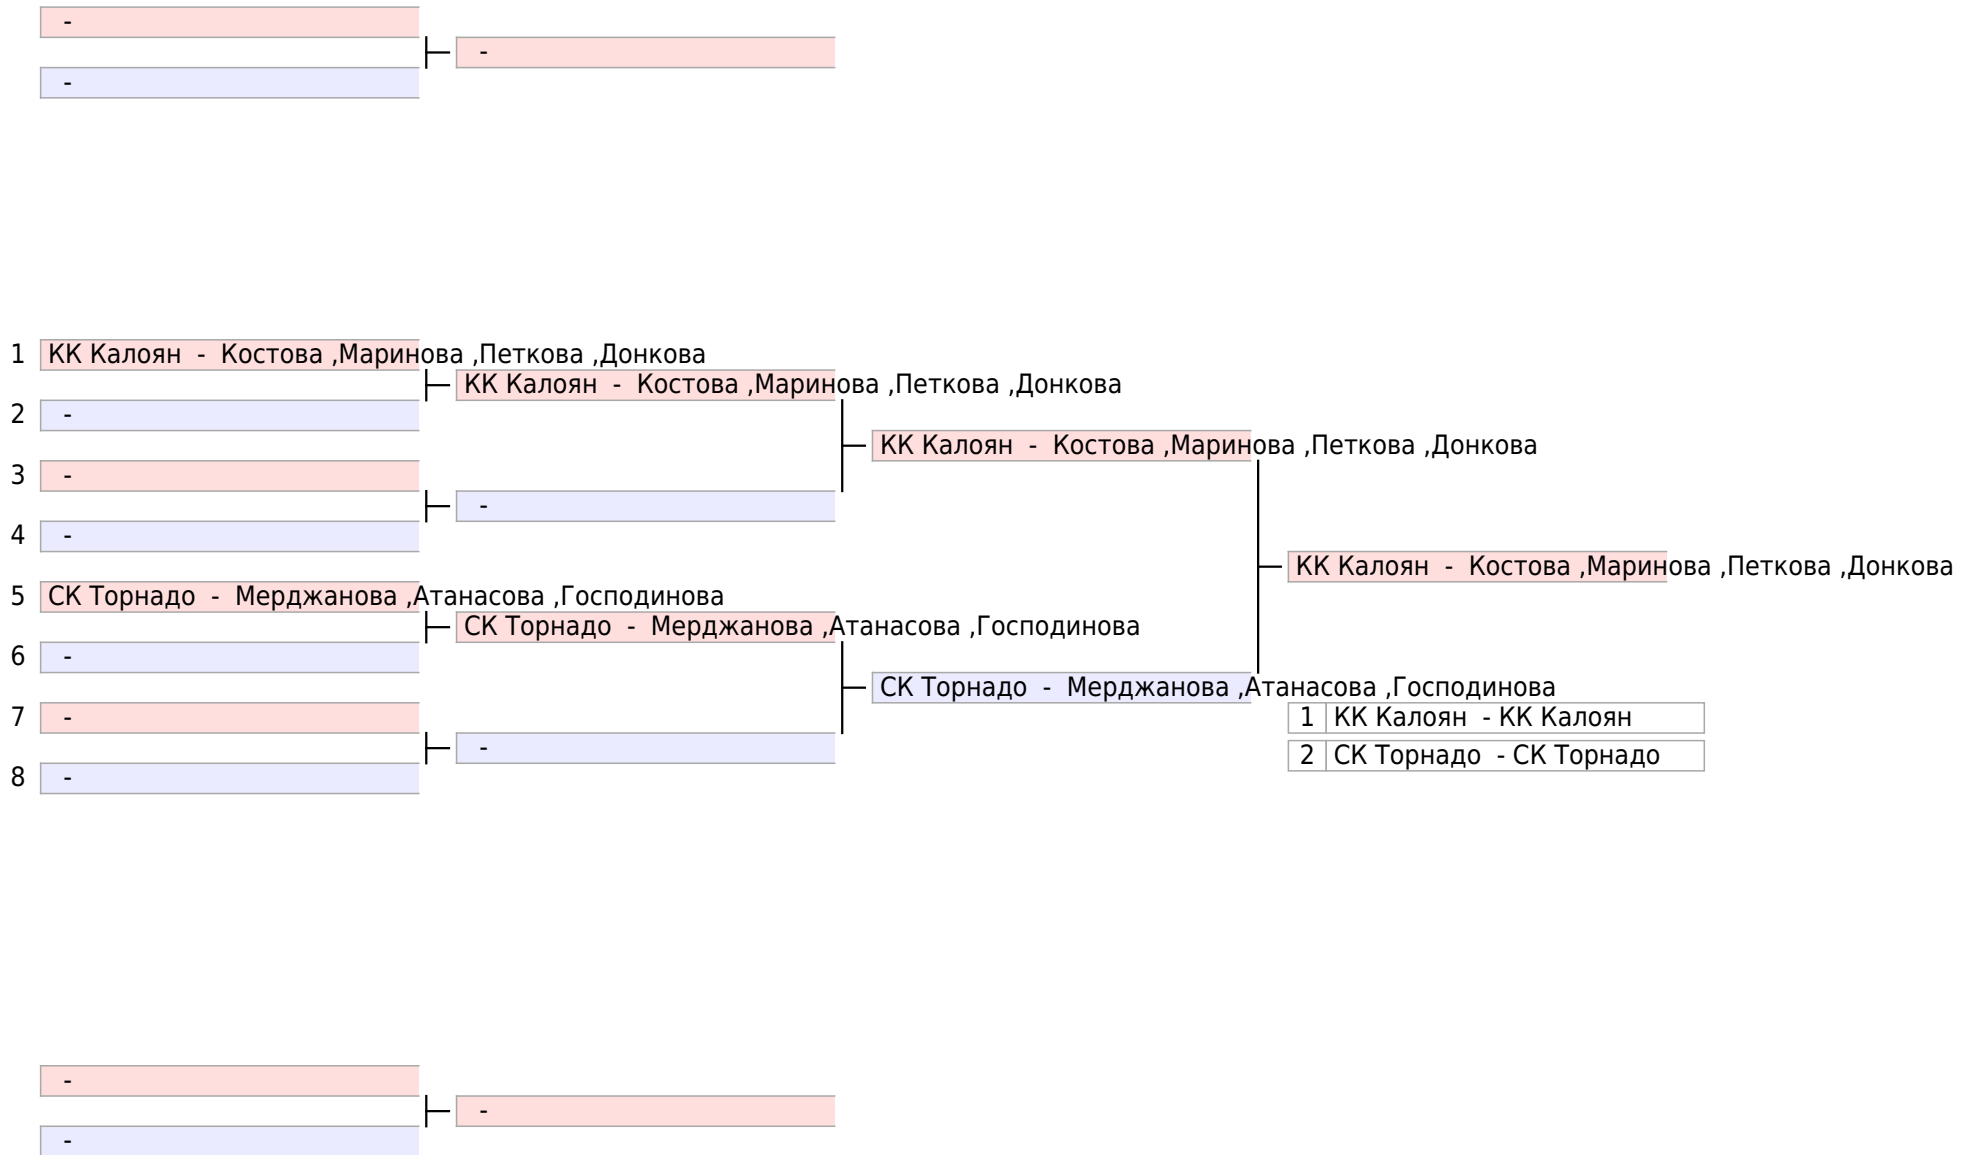 -
-
-
1 КК Калоян - Костова ,Маринова ,Петкова ,Донкова
КК Калоян - Костова ,Маринова ,Петкова ,Донкова
2 -
КК Калоян - Костова ,Маринова ,Петкова ,Донкова
3 -
-
4 -
КК Калоян - Костова ,Маринова ,Петкова ,Донкова
5 СК Торнадо - Мерджанова ,Атанасова ,Господинова
СК Торнадо - Мерджанова ,Атанасова ,Господинова
6 -
СК Торнадо - Мерджанова ,Атанасова ,Господинова
7 -
1 КК Калоян - КК Калоян
-
2 СК Торнадо - СК Торнадо
8 -
-
-
-